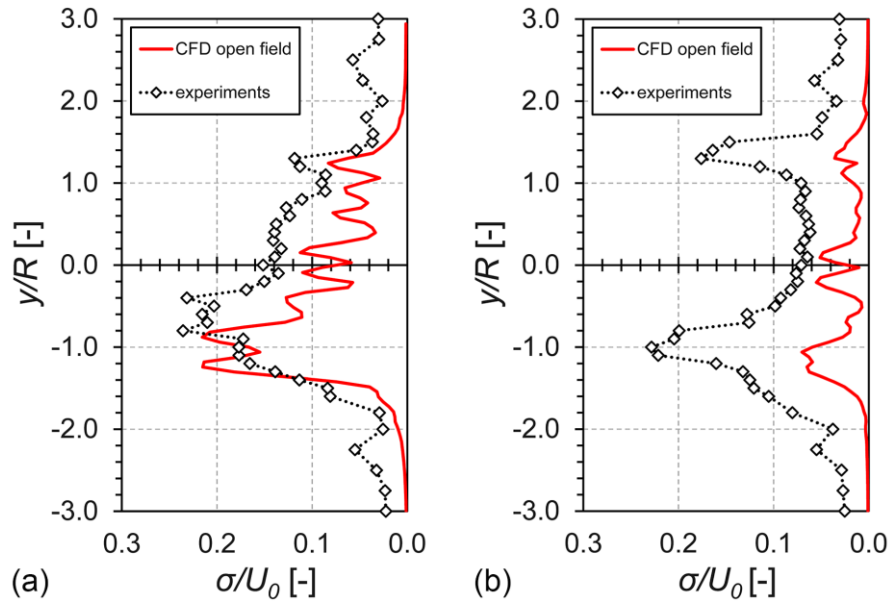 3.0
CFD open field
experiments
2.0
1.0
0.0
-1.0
-2.0
-3.0
y/R [-]
0.3 0.2 0.1 0.0
(a) σ/U₀ [-]
3.0
CFD open field
experiments
2.0
1.0
0.0
-1.0
-2.0
-3.0
y/R [-]
0.3 0.2 0.1 0.0
(b) σ/U₀ [-]